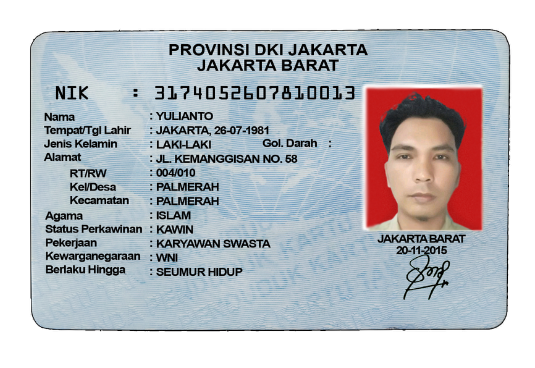 PROVINSI DKI JAKARTA
JAKARTA BARAT
NIK : 3174052607810013
Nama : YULIANTO
Tempat/Tgl Lahir : JAKARTA, 26-07-1981
Jenis Kelamin : LAKI-LAKI Gol. Darah :
Alamat : JL. KEMANGGISAN NO. 58
RT/RW : 004/010
Kel/Desa : PALMERAH
Kecamatan : PALMERAH
Agama : ISLAM
Status Perkawinan : KAWIN
Pekerjaan : KARYAWAN SWASTA
Kewarganegaraan : WNI
Berlaku Hingga : SEUMUR HIDUP
JAKARTA BARAT
20-11-2015